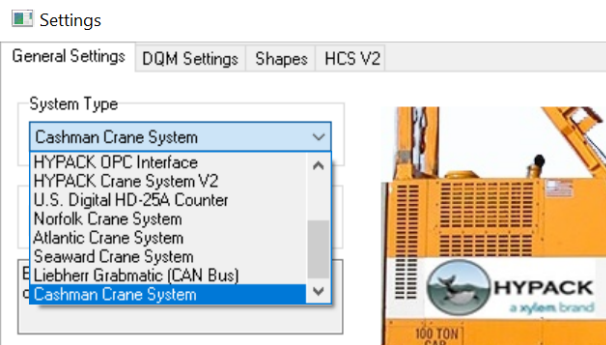 Settings
General Settings DQM Settings Shapes HCS V2
System Type
Cashman Crane System
HYPACK OPC Interface
HYPACK Crane System V2
U.S. Digital HD-25A Counter
Norfolk Crane System
Atlantic Crane System
Seaward Crane System
Liebherr Grabmatic (CAN Bus)
Cashman Crane System
HYPACK
a xylem brand
100 TON
CAP